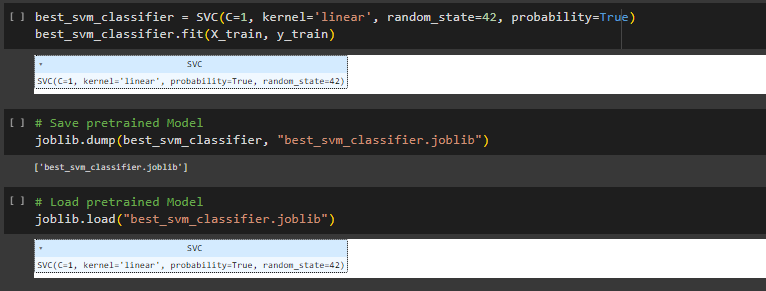 [ ] best_svm_classifier = SVC(C=1, kernel='linear', random_state=42, probability=True)
best_svm_classifier.fit(X_train, y_train)
SVC
SVC(C=1, kernel='linear', probability=True, random_state=42)
[ ] # Save pretrained Model
joblib.dump(best_svm_classifier, "best_svm_classifier.joblib")
['best_svm_classifier.joblib']
[ ] # Load pretrained Model
joblib.load("best_svm_classifier.joblib")
SVC
SVC(C=1, kernel='linear', probability=True, random_state=42)